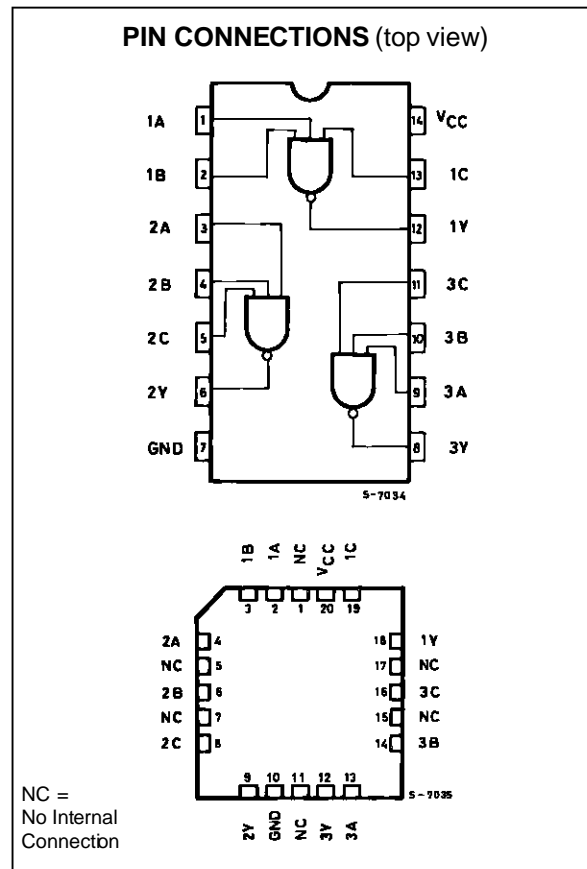 PIN CONNECTIONS (top view)
1A 1 14 VCC
1B 2 13 1C
2A 3 12 1Y
2B 4 11 3C
2C 5 10 3B
2Y 6 9 3A
GND 7 8 3Y
S-7034
1B 1A NC VCC 1C
3 2 1 20 19
2A 4 18 1Y
NC 5 17 NC
2B 6 16 3C
NC 7 15 NC
2C 8 14 3B
9 10 11 12 13
S-7035
2Y GND NC 3Y 3A
NC =
No Internal
Connection